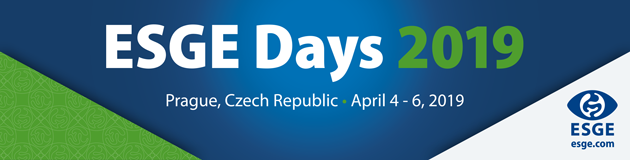 ESGE Days 2019
Prague, Czech Republic • April 4 - 6, 2019
ESGE
esge.com